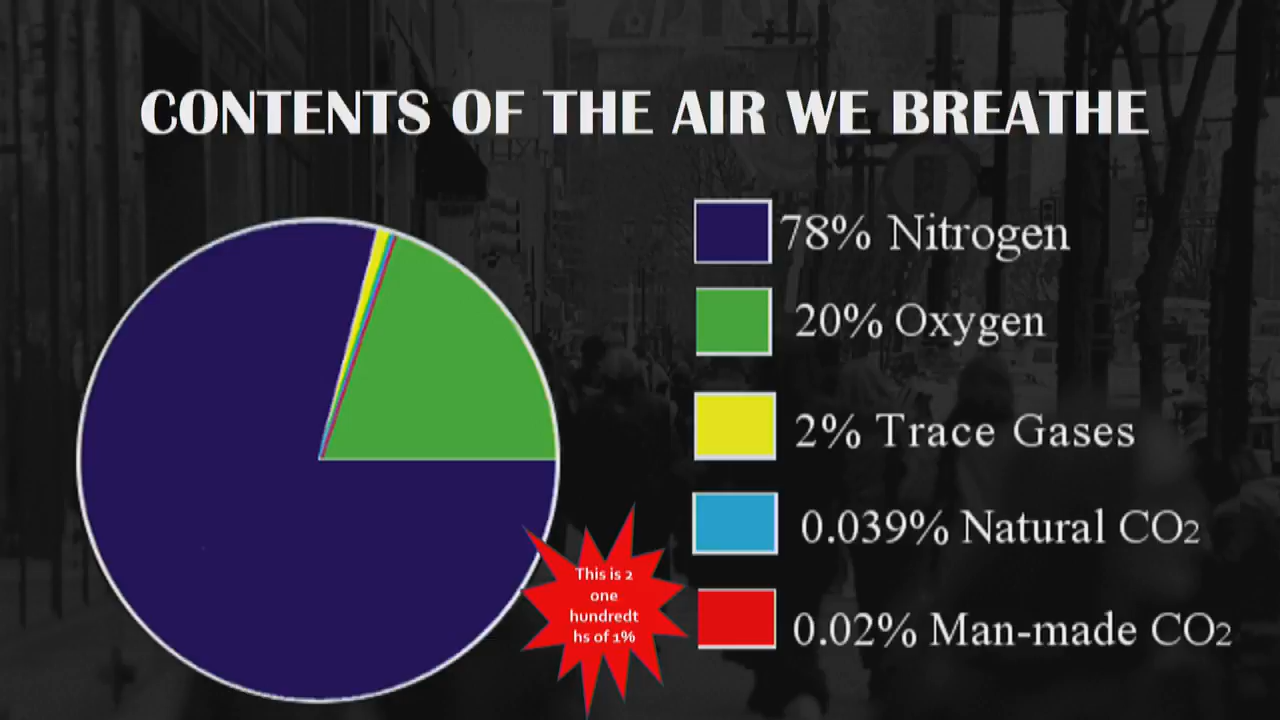 CONTENTS OF THE AIR WE BREATHE
78% Nitrogen
20% Oxygen
2% Trace Gases
0.039% Natural CO2
0.02% Man-made CO2
This is 2
one
hundredt
hs of 1%